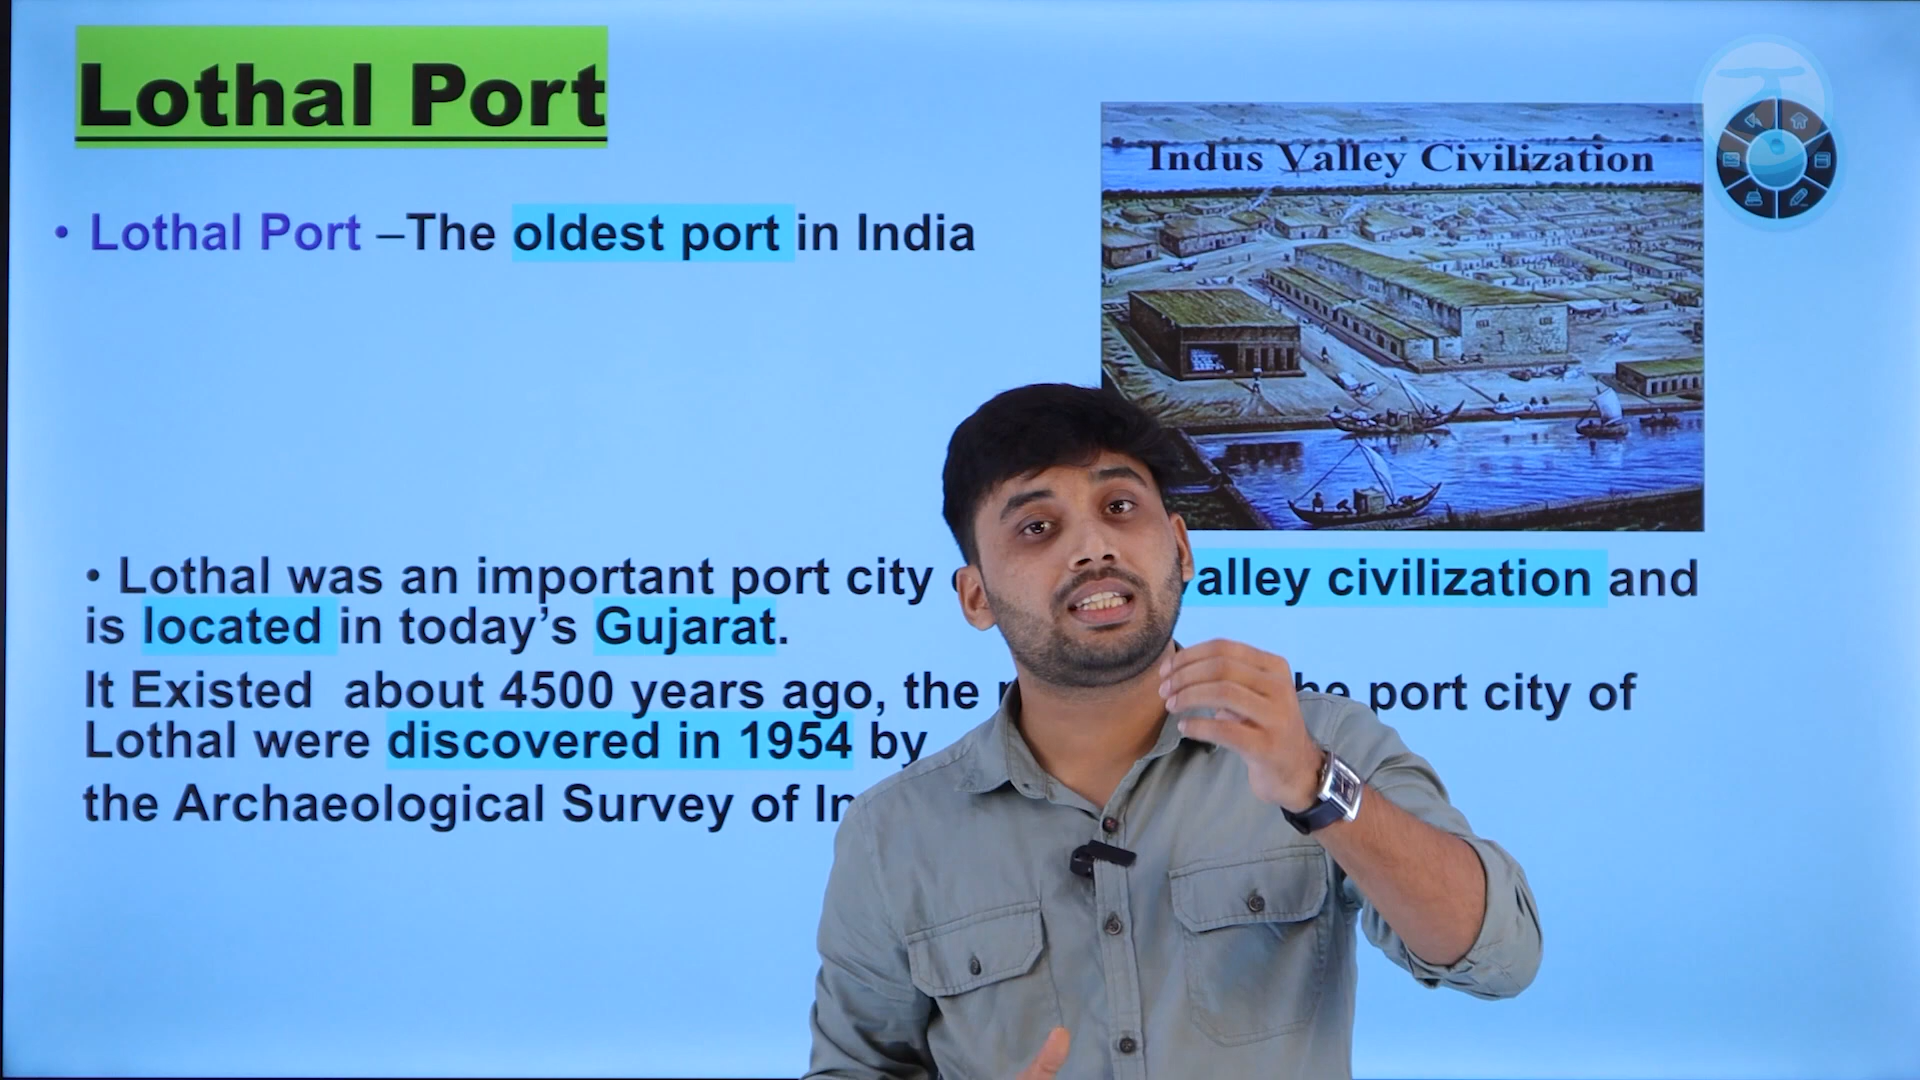 Lothal Port
Indus Valley Civilization
• Lothal Port –The oldest port in India
• Lothal was an important port city alley civilization and
is located in today’s Gujarat.
It Existed about 4500 years ago, the he port city of
Lothal were discovered in 1954 by
the Archaeological Survey of